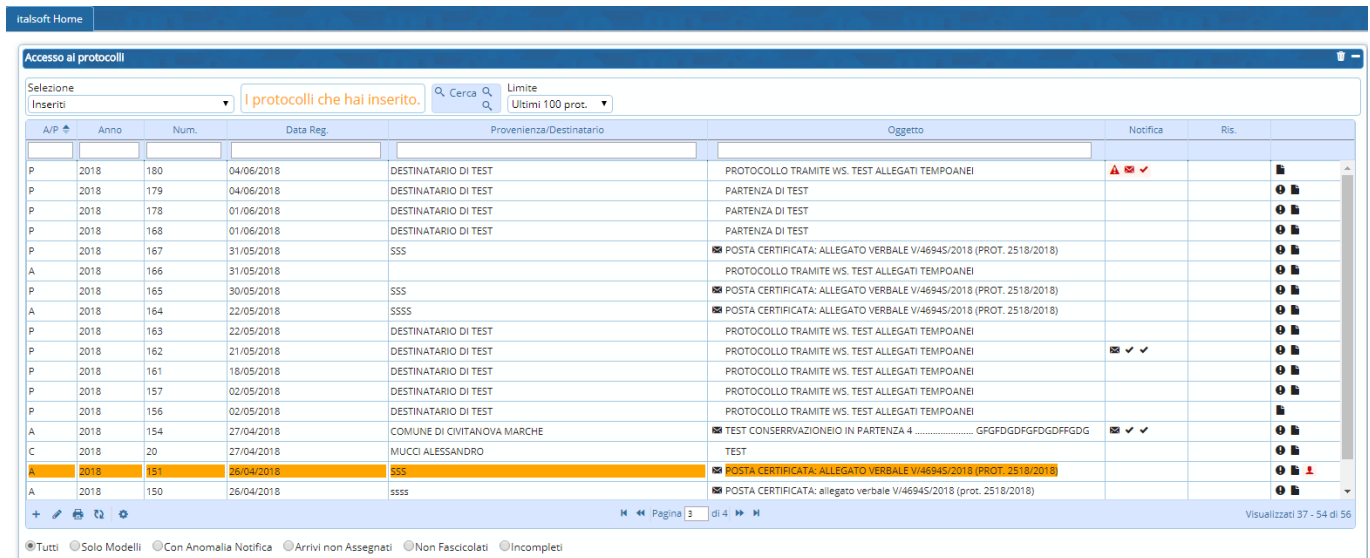 italsoft Home
Accesso ai protocolli
Selezione
Inseriti
I protocolli che hai inserito.
Cerca
Limite
Ultimi 100 prot.
A/P Anno Num. Data Reg. Provenienza/Destinatario Oggetto Notifica Ris.
P 2018 180 04/06/2018 DESTINATARIO DI TEST PROTOCOLLO TRAMITE WS. TEST ALLEGATI TEMPOANEI
P 2018 179 04/06/2018 DESTINATARIO DI TEST PARTENZA DI TEST
P 2018 178 01/06/2018 DESTINATARIO DI TEST PARTENZA DI TEST
P 2018 168 01/06/2018 DESTINATARIO DI TEST PARTENZA DI TEST
P 2018 167 31/05/2018 SSS POSTA CERTIFICATA: ALLEGATO VERBALE V/4694S/2018 (PROT. 2518/2018)
A 2018 166 31/05/2018 PROTOCOLLO TRAMITE WS. TEST ALLEGATI TEMPOANEI
P 2018 165 30/05/2018 SSS POSTA CERTIFICATA: ALLEGATO VERBALE V/4694S/2018 (PROT. 2518/2018)
A 2018 164 22/05/2018 SSSS POSTA CERTIFICATA: ALLEGATO VERBALE V/4694S/2018 (PROT. 2518/2018)
P 2018 163 22/05/2018 DESTINATARIO DI TEST PROTOCOLLO TRAMITE WS. TEST ALLEGATI TEMPOANEI
P 2018 162 21/05/2018 DESTINATARIO DI TEST PROTOCOLLO TRAMITE WS. TEST ALLEGATI TEMPOANEI
P 2018 161 18/05/2018 DESTINATARIO DI TEST PROTOCOLLO TRAMITE WS. TEST ALLEGATI TEMPOANEI
P 2018 157 02/05/2018 DESTINATARIO DI TEST PROTOCOLLO TRAMITE WS. TEST ALLEGATI TEMPOANEI
P 2018 156 02/05/2018 DESTINATARIO DI TEST PROTOCOLLO TRAMITE WS. TEST ALLEGATI TEMPOANEI
A 2018 154 27/04/2018 COMUNE DI CIVITANOVA MARCHE TEST CONSERRVAZIONEIO IN PARTENZA 4 ....................... GFGFDGDFGFDGDFFGDG
C 2018 20 27/04/2018 MUCCI ALESSANDRO TEST
A 2018 151 26/04/2018 SSS POSTA CERTIFICATA: ALLEGATO VERBALE V/4694S/2018 (PROT. 2518/2018)
A 2018 150 26/04/2018 ssss POSTA CERTIFICATA: allegato verbale V/4694S/2018 (prot. 2518/2018)
Pagina 3 di 4 Visualizzati 37 - 54 di 56
Tutti Solo Modelli Con Anomalia Notifica Arrivi non Assegnati Non Fascicolati Incompleti